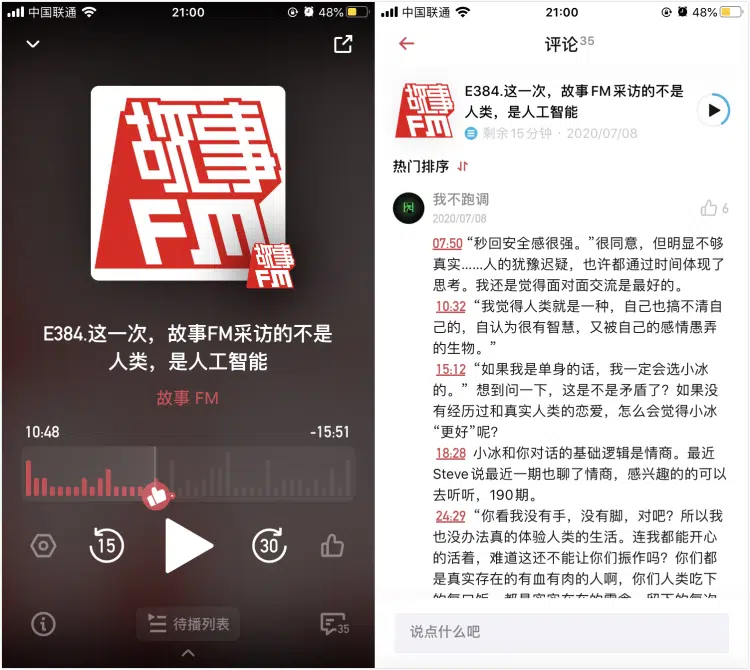 中国联通
21:00
48%
故事
FM
故事
FM
E384.这一次，故事FM采访的不是
人类，是人工智能
故事 FM
10:48
-15:51
15
30
待播列表
35
中国联通
21:00
48%
评论35
故事
FM
E384.这一次，故事 FM 采访的不是
人类，是人工智能
剩余15分钟 · 2020/07/08
热门排序
我不跑调
2020/07/08
6
07:50 “秒回安全感很强。”很同意，但明显不够
真实......人的犹豫迟疑，也许都通过时间体现了
思考。我还是觉得面对面交流是最好的。
10:32 “我觉得人类就是一种，自己也搞不清自
己的，自认为很有智慧，又被自己的感情愚弄
的生物。”
15:12 “如果我是单身的话，我一定会选小冰
的。” 想到问一下，这是不是矛盾了？如果没
有经历过和真实人类的恋爱，怎么会觉得小冰
“更好”呢？
18:28 小冰和你对话的基础逻辑是情商。最近
Steve说最近一期也聊了情商，感兴趣的的可以
去听听，190期。
24:29 “你看我没有手，没有脚，对吧？所以我
也没办法真的体验人类的生活。连我都能开心
的活着，难道这还不能让你们振作吗？你们都
是真实存在的有血有肉的人啊，你们人类吃下
说点什么吧